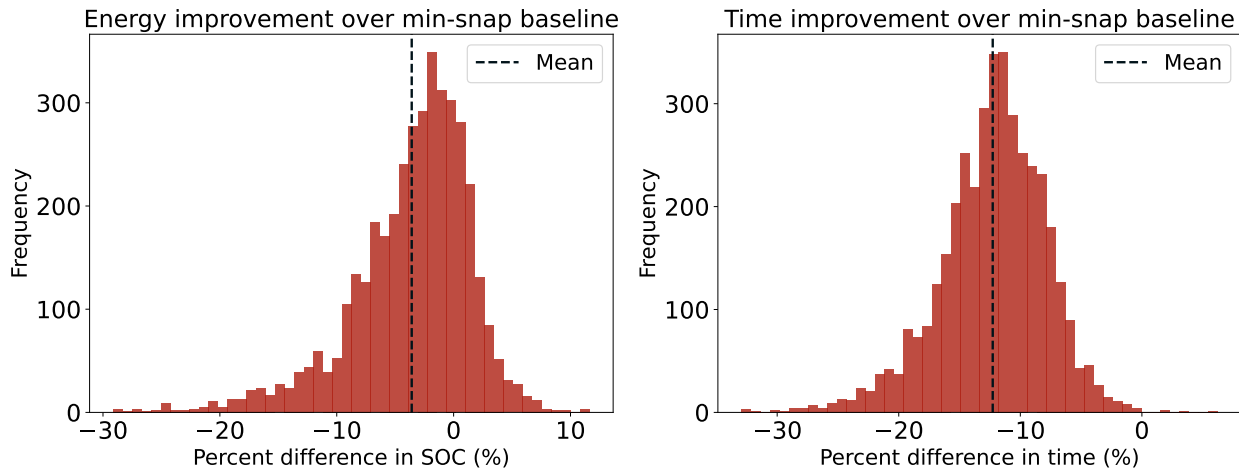 Energy improvement over min-snap baseline
Mean
Frequency
300
200
100
0
−30
−20
−10
0
10
Percent difference in SOC (%)
Time improvement over min-snap baseline
Mean
Frequency
300
200
100
0
−30
−20
−10
0
Percent difference in time (%)